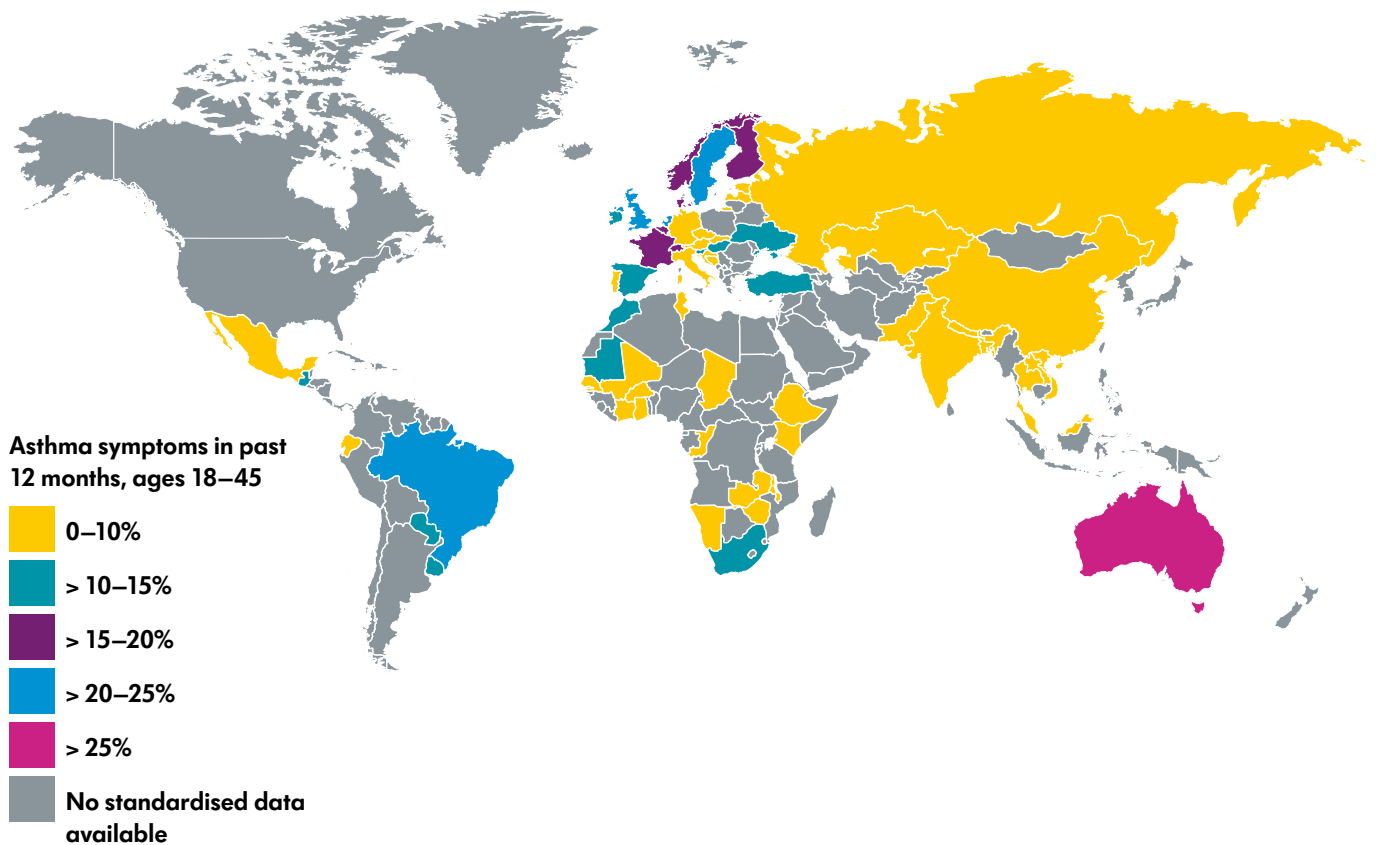 Asthma symptoms in past
12 months, ages 18–45
0–10%
> 10–15%
> 15–20%
> 20–25%
> 25%
No standardised data
available